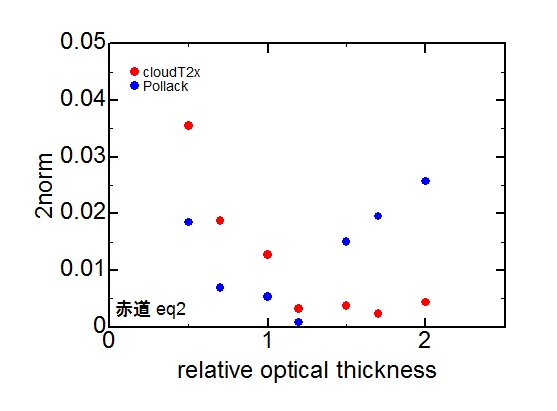 0.05
cloudT2x
Pollack
0.04
0.03
2norm
0.02
0.01
赤道 eq2
0
0 1 2
relative optical thickness